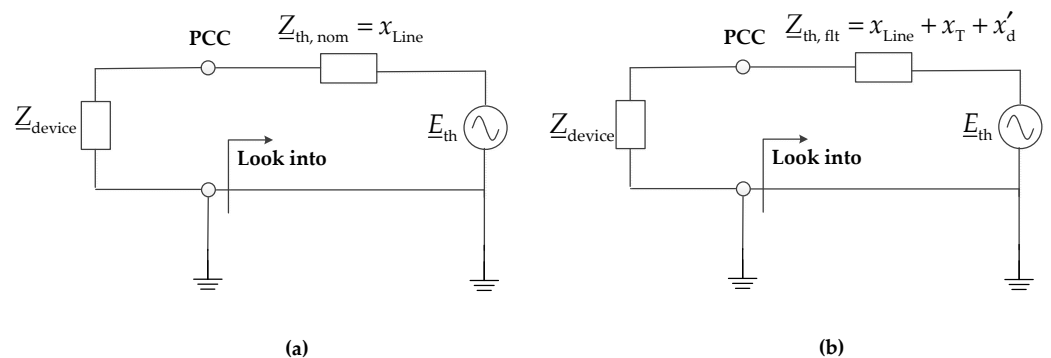 Z_th, nom = x_Line
PCC
Z_device
E_th
Look into
(a)
Z_th, flt = x_Line + x_T + x′_d
PCC
Z_device
E_th
Look into
(b)